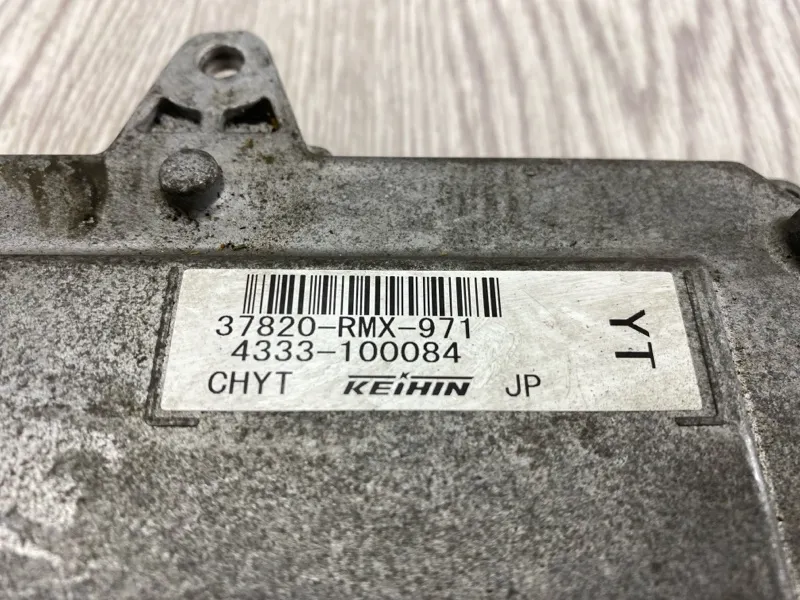 37820-RMX-971
4333-100084
CHYT KEIHIN JP
YT